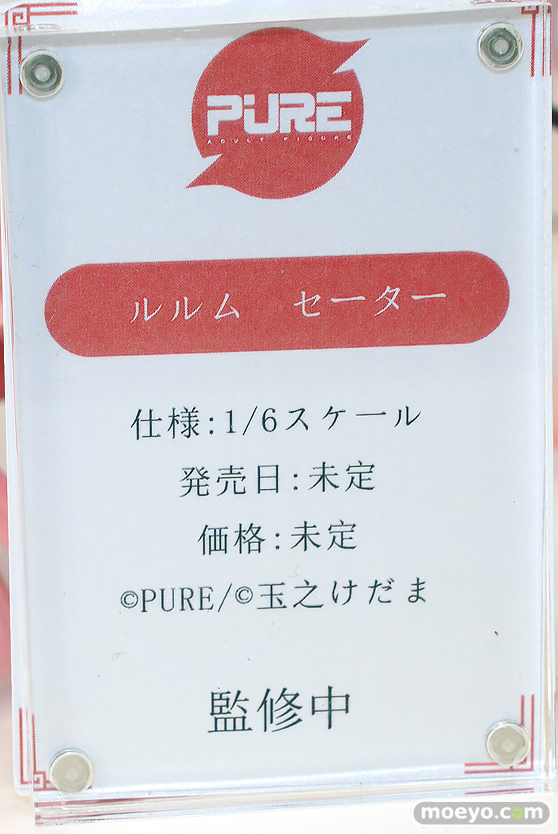 PURE
ADULT FIGURE
ルルム　セーター
仕様:1/6スケール
発売日:未定
価格:未定
©PURE/©玉之けだま
監修中
moeyo.com